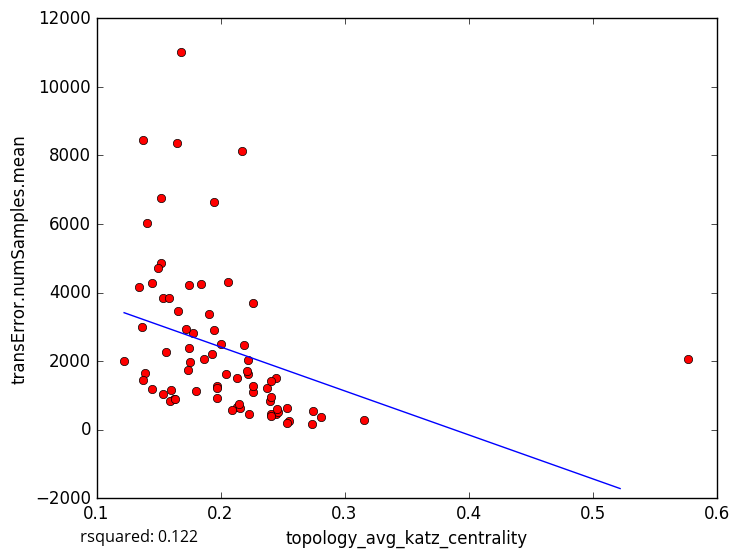 12000
10000
8000
6000
4000
2000
0
−2000
transError.numSamples.mean
0.1 0.2 0.3 0.4 0.5 0.6
rsquared: 0.122
topology_avg_katz_centrality